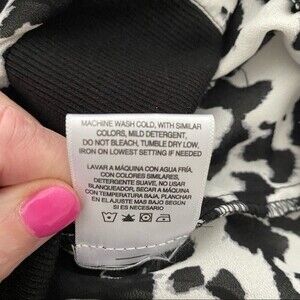 MACHINE WASH COLD, WITH SIMILAR
COLORS, MILD DETERGENT,
DO NOT BLEACH, TUMBLE DRY LOW,
IRON ON LOWEST SETTING IF NEEDED
LAVAR A MÁQUINA CON AGUA FRÍA,
CON COLORES SIMILARES,
DETERGENTE SUAVE, NO USAR
BLANQUEADOR, SECAR A MÁQUINA
CON TEMPERATURA BAJA, PLANCHAR
EN EL AJUSTE MAS BAJO SEGÚN
SI ES NECESARIO